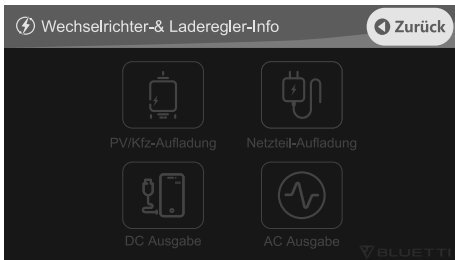 Wechselrichter-& Laderegler-Info
Zurück
PV/Kfz-Aufladung
Netzteil-Aufladung
DC Ausgabe
AC Ausgabe
BLUETTI